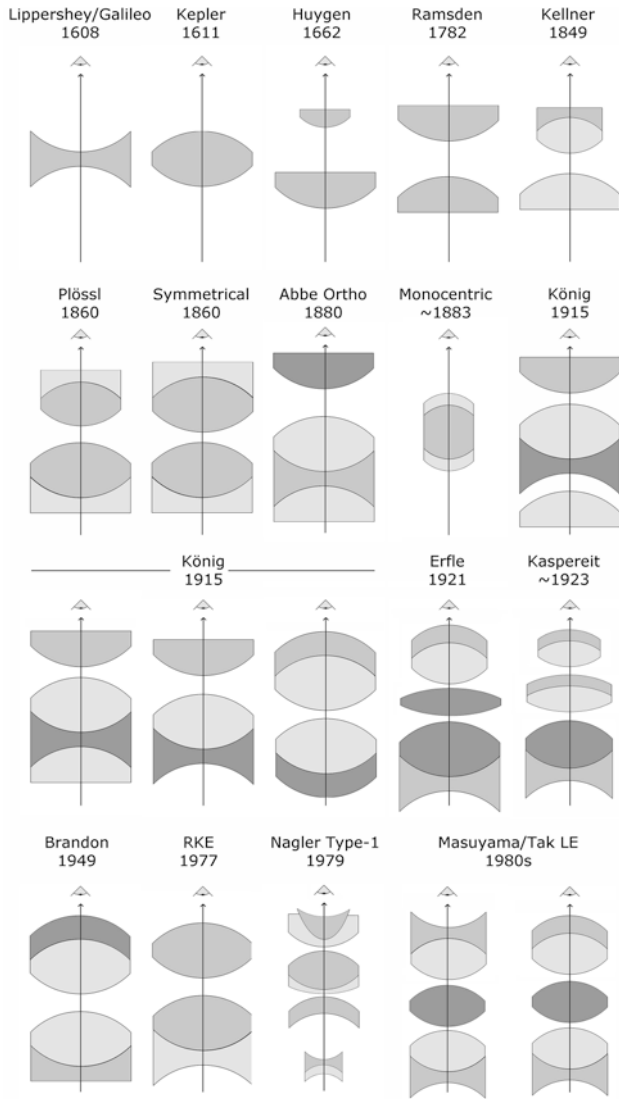 Lippershey/Galileo
1608
Kepler
1611
Huygen
1662
Ramsden
1782
Kellner
1849
Plössl
1860
Symmetrical
1860
Abbe Ortho
1880
Monocentric
~1883
König
1915
König
1915
Erfle
1921
Kaspereit
~1923
Brandon
1949
RKE
1977
Nagler Type-1
1979
Masuyama/Tak LE
1980s